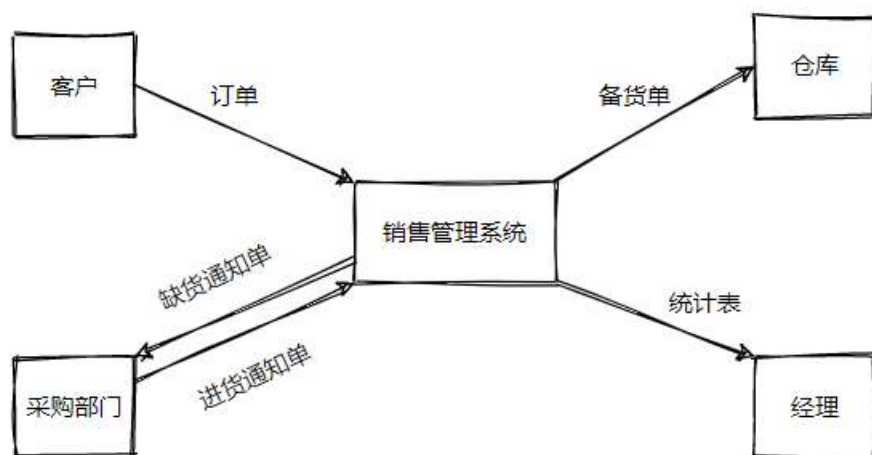 客户
订单
备货单
仓库
销售管理系统
缺货通知单
进货通知单
统计表
采购部门
经理